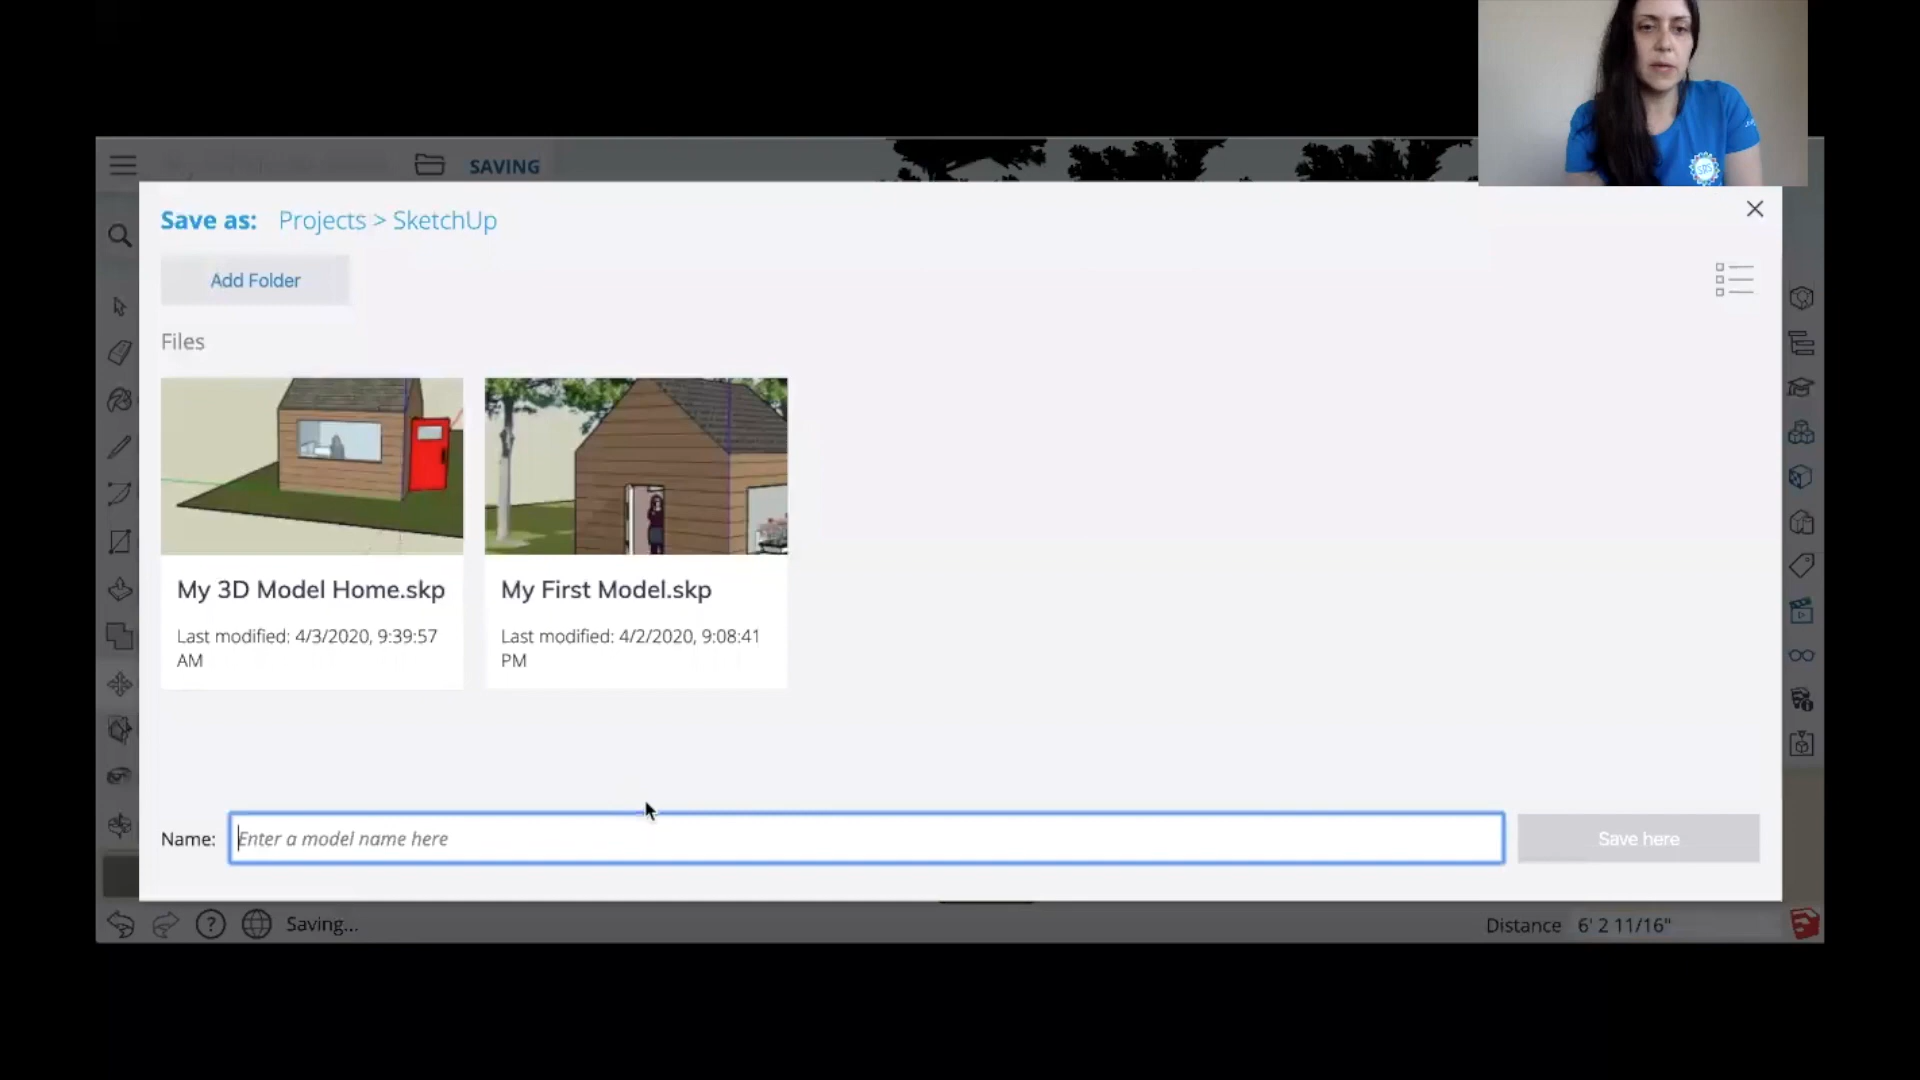 SAVING
Save as: Projects > SketchUp
Add Folder
Files
My 3D Model Home.skp
Last modified: 4/3/2020, 9:39:57
AM
My First Model.skp
Last modified: 4/2/2020, 9:08:41
PM
Name: Enter a model name here
Save here
Saving...
Distance 6' 2 11/16"